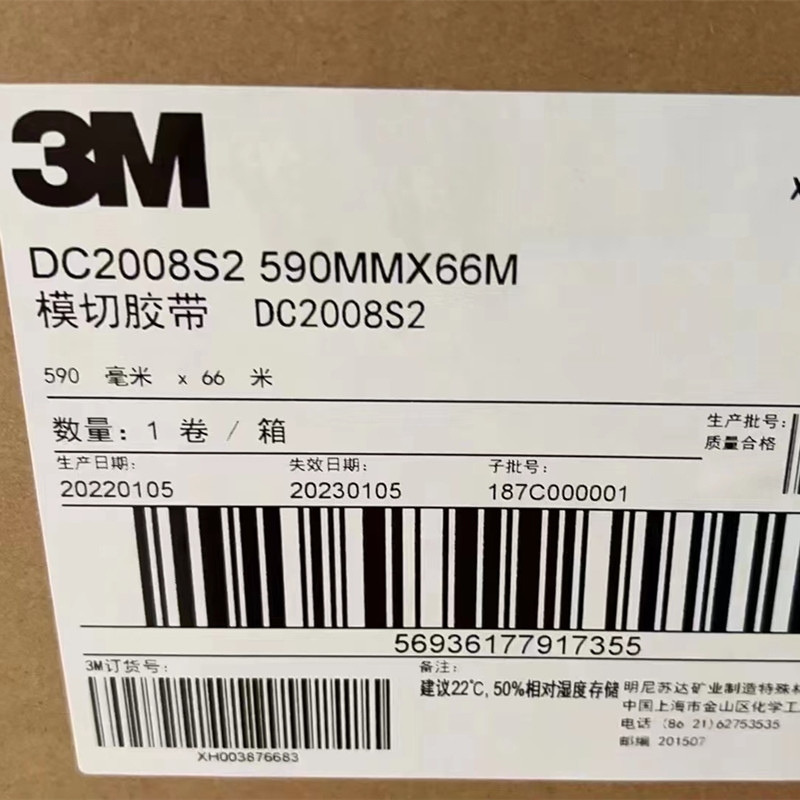 3M
DC2008S2 590MMX66M
模切胶带 DC2008S2
590 毫米 x 66 米
数量: 1 卷 / 箱
生产批号:
质量合格
生产日期: 失效日期: 子批号:
20220105 20230105 187C000001
56936177917355
3M订货号:
XH003876683
备注:
建议22℃, 50%相对湿度存储
明尼苏达矿业制造特殊材
中国上海市金山区化学工
电话 (86 21)62753535
邮编 201507